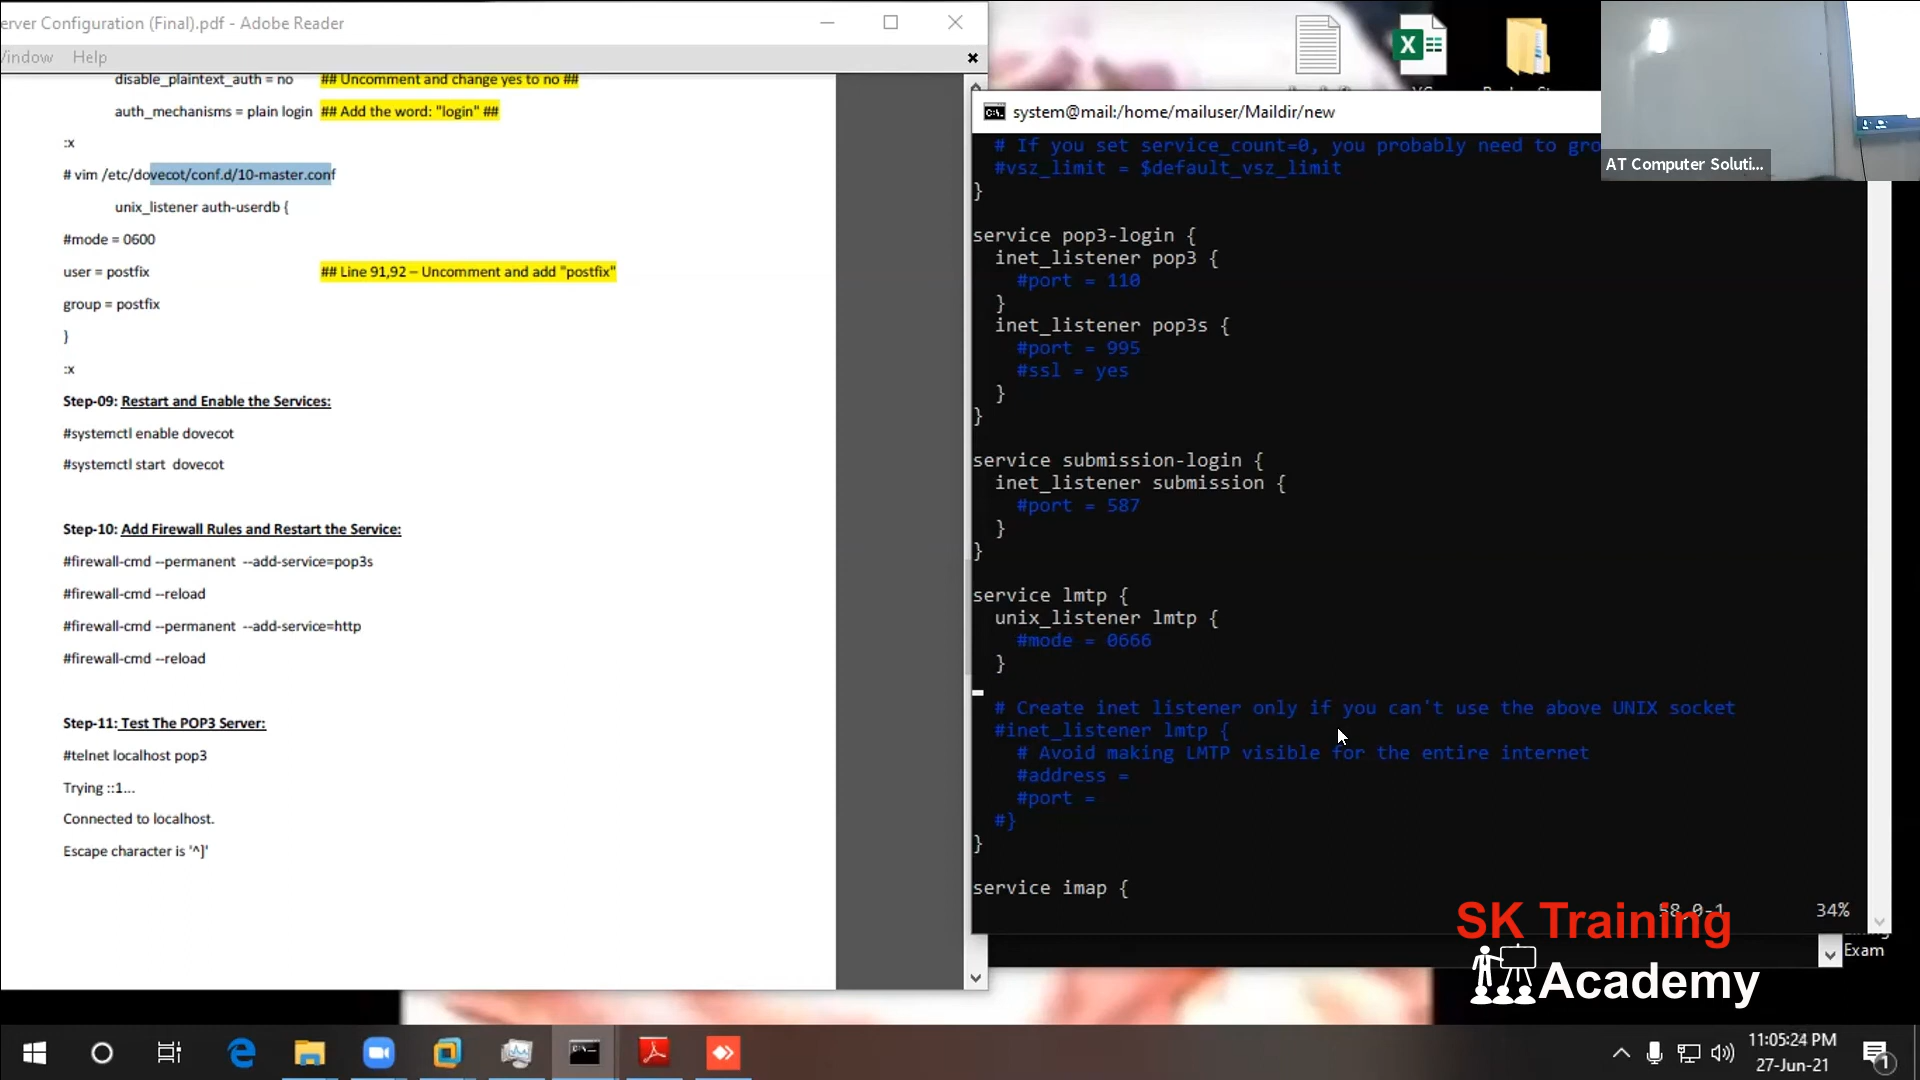 erver Configuration (Final).pdf - Adobe Reader
Window Help
disable_plaintext_auth = no ## Uncomment and change yes to no ##
auth_mechanisms = plain login ## Add the word: "login" ##
:x
# vim /etc/dovecot/conf.d/10-master.conf
unix_listener auth-userdb {
#mode = 0600
user = postfix ## Line 91,92 – Uncomment and add "postfix"
group = postfix
}
:x
Step-09: Restart and Enable the Services:
#systemctl enable dovecot
#systemctl start dovecot
Step-10: Add Firewall Rules and Restart the Service:
#firewall-cmd --permanent --add-service=pop3s
#firewall-cmd --reload
#firewall-cmd --permanent --add-service=http
#firewall-cmd --reload
Step-11: Test The POP3 Server:
#telnet localhost pop3
Trying ::1...
Connected to localhost.
Escape character is '^]'
system@mail:/home/mailuser/Maildir/new
# If you set service_count=0, you probably need to gro
#vsz_limit = $default_vsz_limit
}
service pop3-login {
inet_listener pop3 {
#port = 110
}
inet_listener pop3s {
#port = 995
#ssl = yes
}
}
service submission-login {
inet_listener submission {
#port = 587
}
}
service lmtp {
unix_listener lmtp {
#mode = 0666
}
# Create inet listener only if you can't use the above UNIX socket
#inet_listener lmtp {
# Avoid making LMTP visible for the entire internet
#address =
#port =
#}
}
service imap {
58,0-1 34%
AT Computer Soluti...
Exam
SK Training
Academy
11:05:24 PM
27-Jun-21
1